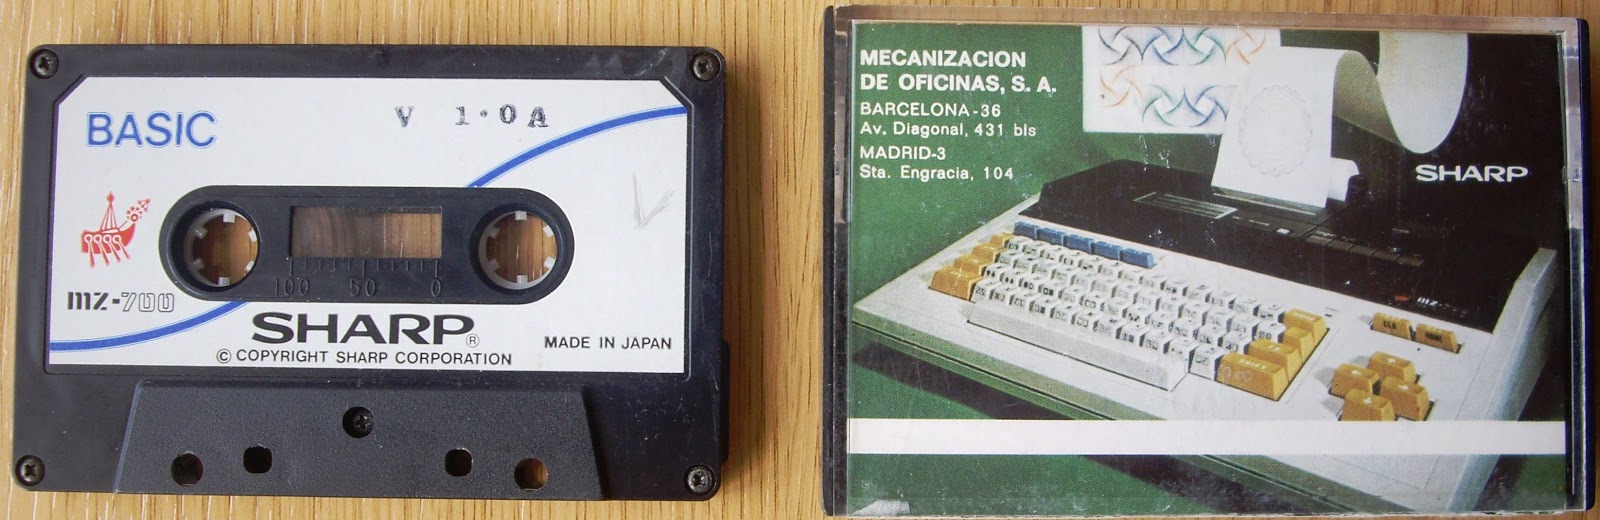 BASIC
V 1·0A
mz-700
100 50 0
SHARP®
© COPYRIGHT SHARP CORPORATION
MADE IN JAPAN
MECANIZACION
DE OFICINAS, S. A.
BARCELONA-36
Av. Diagonal, 431 bls
MADRID-3
Sta. Engracia, 104
SHARP